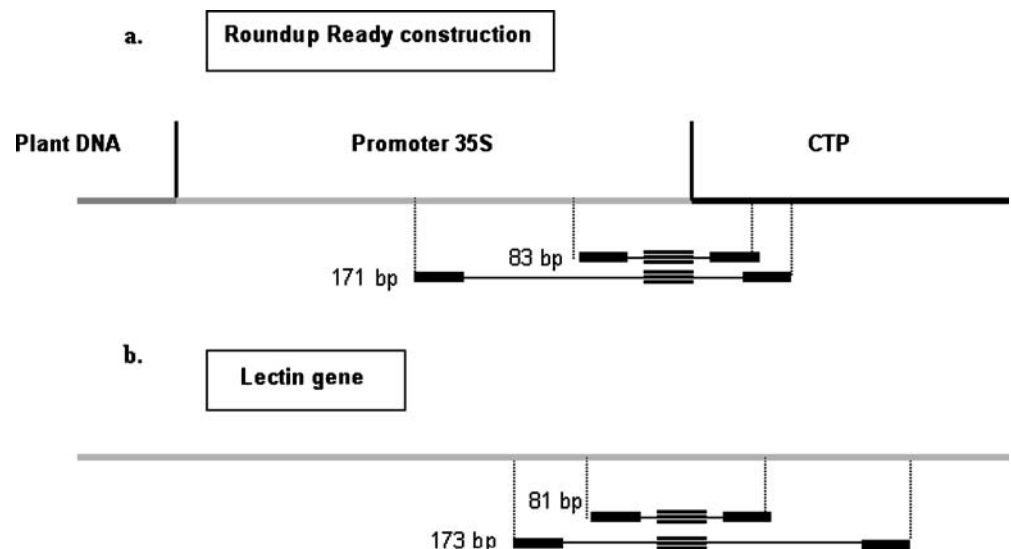 a.
Roundup Ready construction
Plant DNA
Promoter 35S
CTP
83 bp
171 bp
b.
Lectin gene
81 bp
173 bp